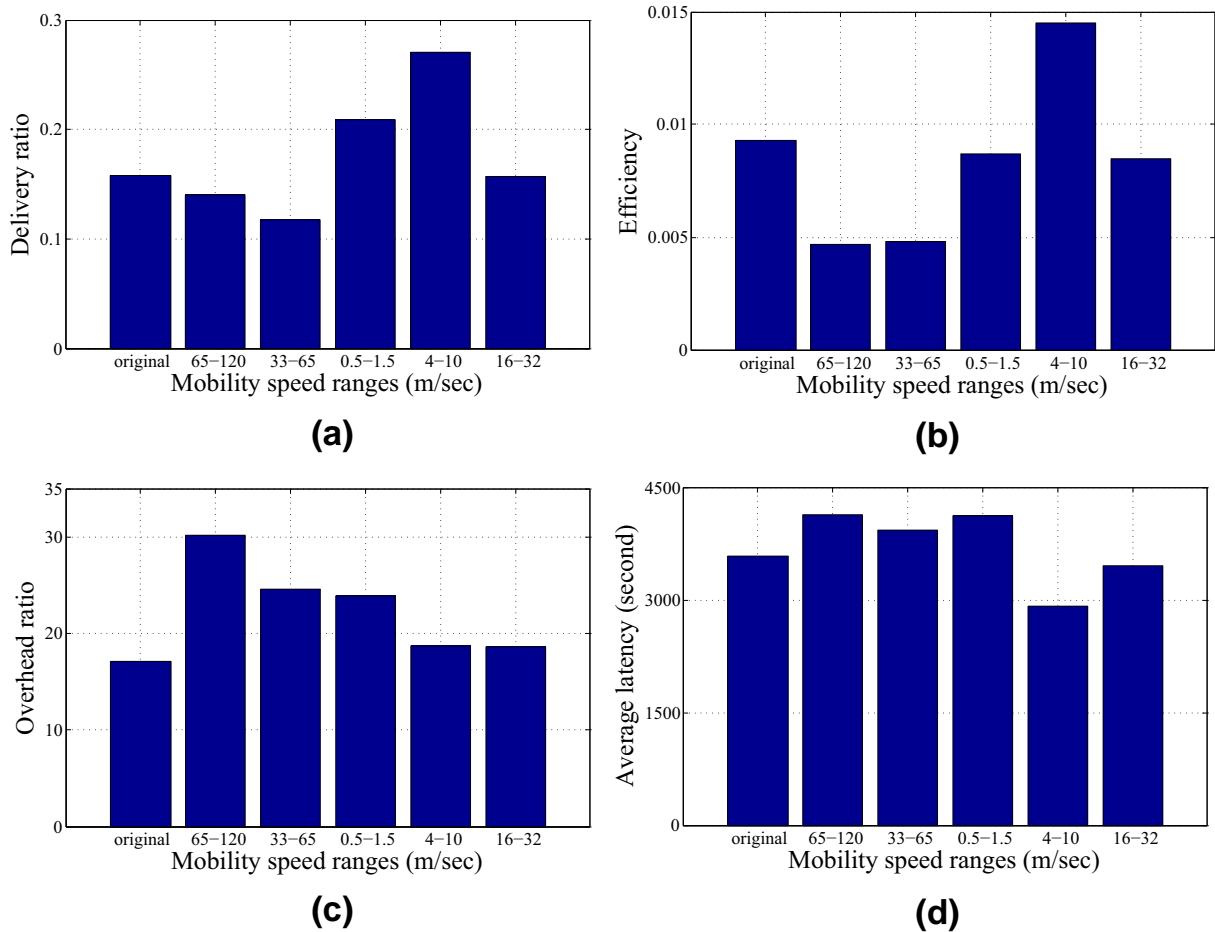 0.3
0.2
0.1
0
Delivery ratio
original 65−120 33−65 0.5−1.5 4−10 16−32
Mobility speed ranges (m/sec)
(a)
0.015
0.01
0.005
0
Efficiency
original 65−120 33−65 0.5−1.5 4−10 16−32
Mobility speed ranges (m/sec)
(b)
35
30
20
10
0
Overhead ratio
original 65−120 33−65 0.5−1.5 4−10 16−32
Mobility speed ranges (m/sec)
(c)
4500
3000
1500
0
Average latency (second)
original 65−120 33−65 0.5−1.5 4−10 16−32
Mobility speed ranges (m/sec)
(d)